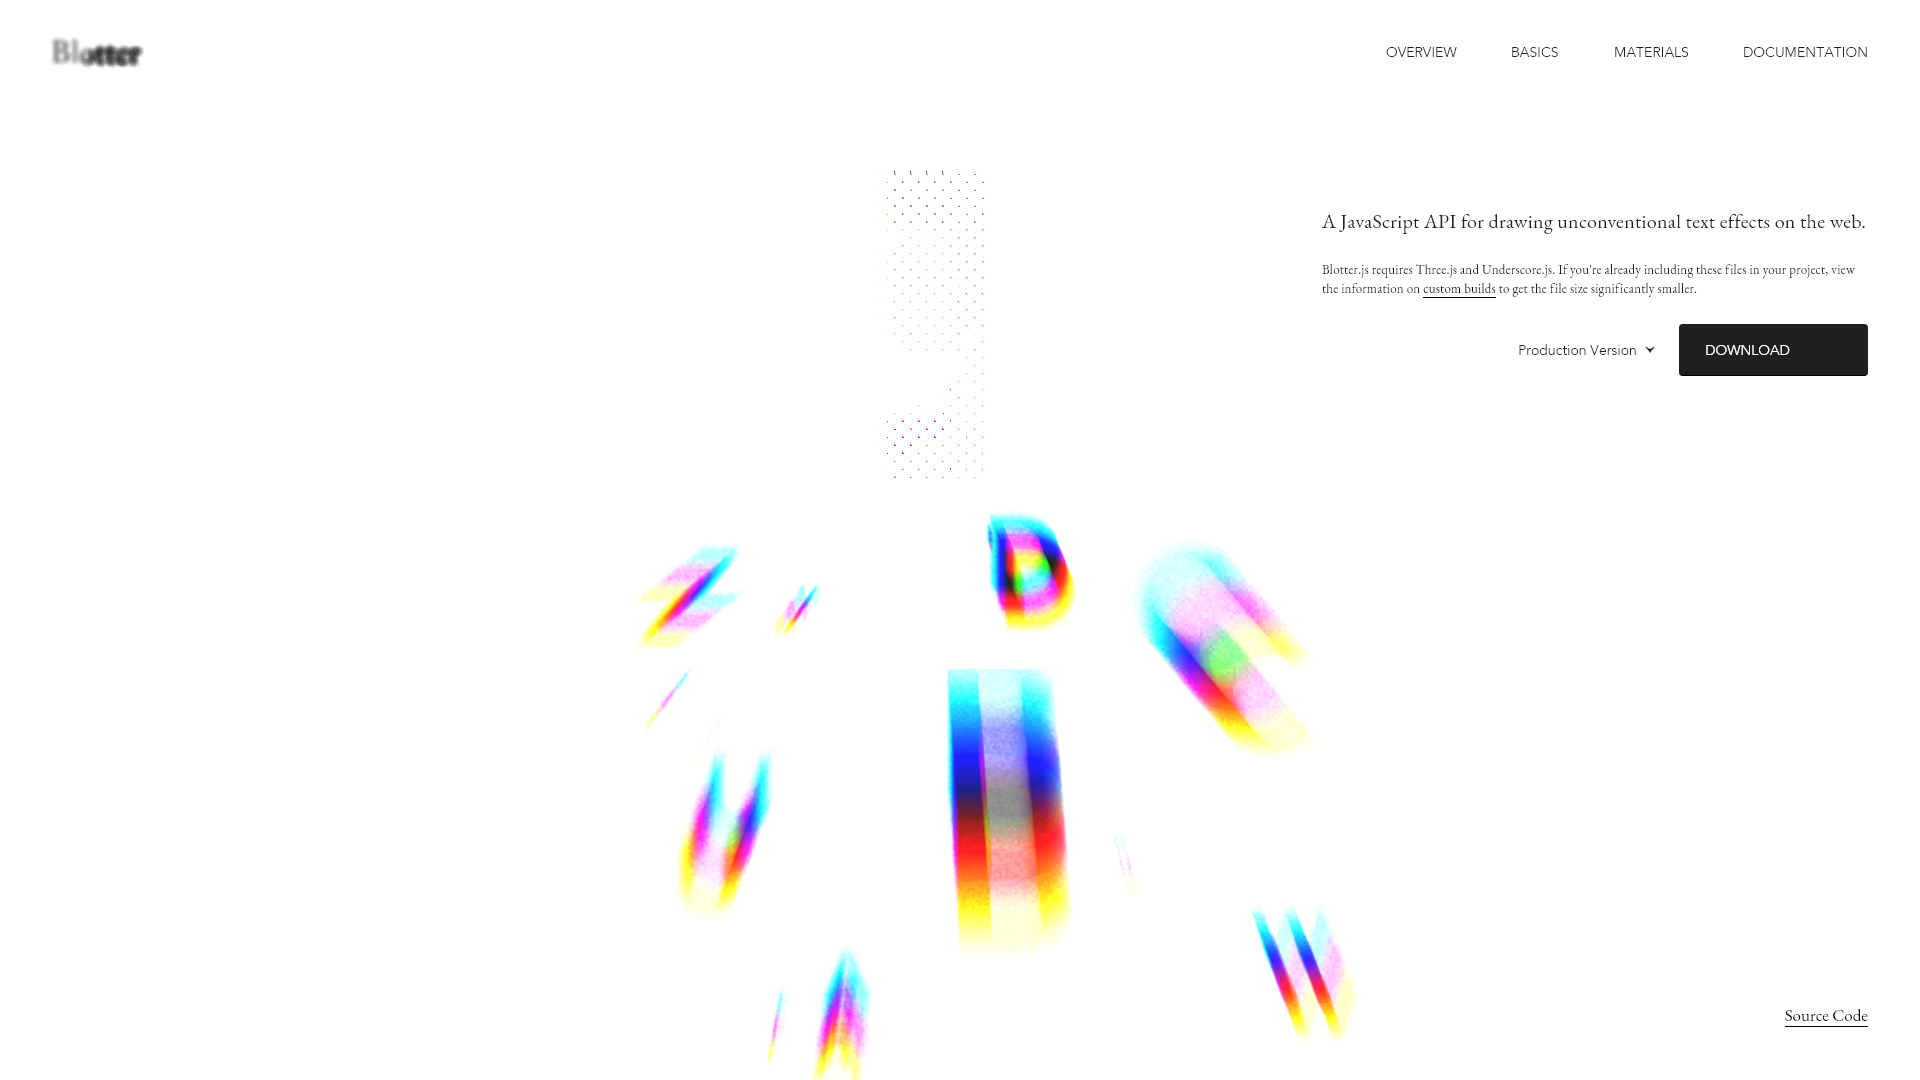 Blotter
OVERVIEW BASICS MATERIALS DOCUMENTATION
A JavaScript API for drawing unconventional text effects on the web.
Blotter.js requires Three.js and Underscore.js. If you're already including these files in your project, view
the information on custom builds to get the file size significantly smaller.
Production Version DOWNLOAD
D
Source Code